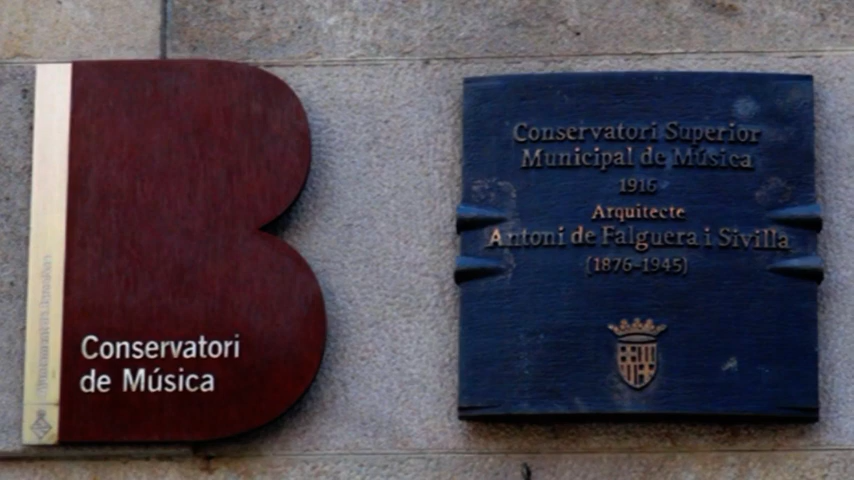 Conservatori
de Música
Conservatori Superior
Municipal de Música
1916
Arquitecte
Antoni de Falguera i Sivilla
(1876-1945)